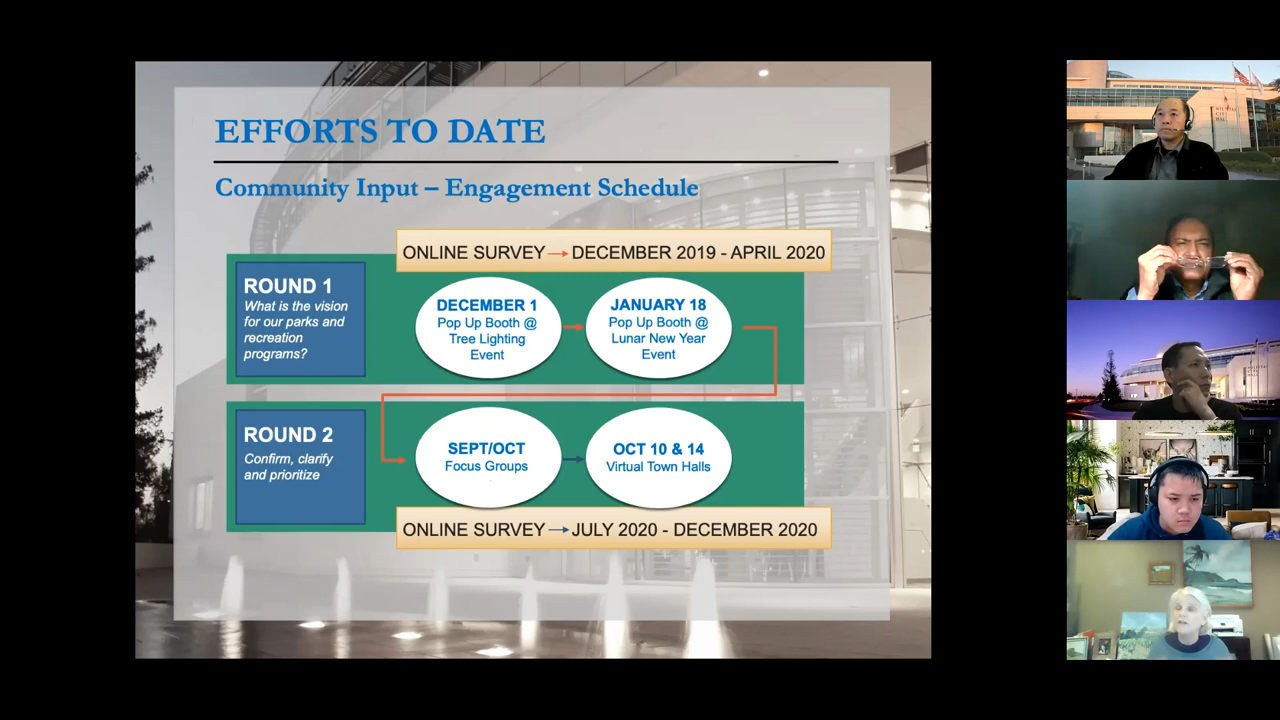 EFFORTS TO DATE
Community Input – Engagement Schedule
ONLINE SURVEY → DECEMBER 2019 - APRIL 2020
ROUND 1
What is the vision
for our parks and
recreation
programs?
DECEMBER 1
Pop Up Booth @
Tree Lighting
Event
JANUARY 18
Pop Up Booth @
Lunar New Year
Event
ROUND 2
Confirm, clarify
and prioritize
SEPT/OCT
Focus Groups
OCT 10 & 14
Virtual Town Halls
ONLINE SURVEY → JULY 2020 - DECEMBER 2020